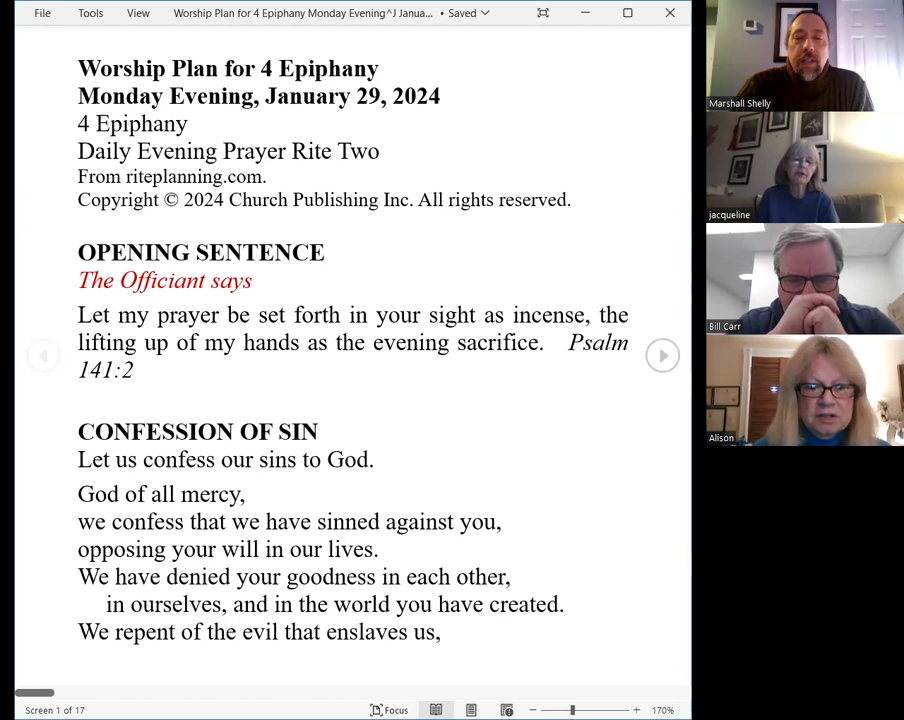 File Tools View Worship Plan for 4 Epiphany Monday Evening^J Janua... • Saved
Worship Plan for 4 Epiphany
Monday Evening, January 29, 2024
4 Epiphany
Daily Evening Prayer Rite Two
From riteplanning.com.
Copyright © 2024 Church Publishing Inc. All rights reserved.
OPENING SENTENCE
The Officiant says
Let my prayer be set forth in your sight as incense, the
lifting up of my hands as the evening sacrifice. Psalm
141:2
CONFESSION OF SIN
Let us confess our sins to God.
God of all mercy,
we confess that we have sinned against you,
opposing your will in our lives.
We have denied your goodness in each other,
in ourselves, and in the world you have created.
We repent of the evil that enslaves us,
Screen 1 of 17 Focus 170%
Marshall Shelly
jacqueline
Bill Carr
Alison